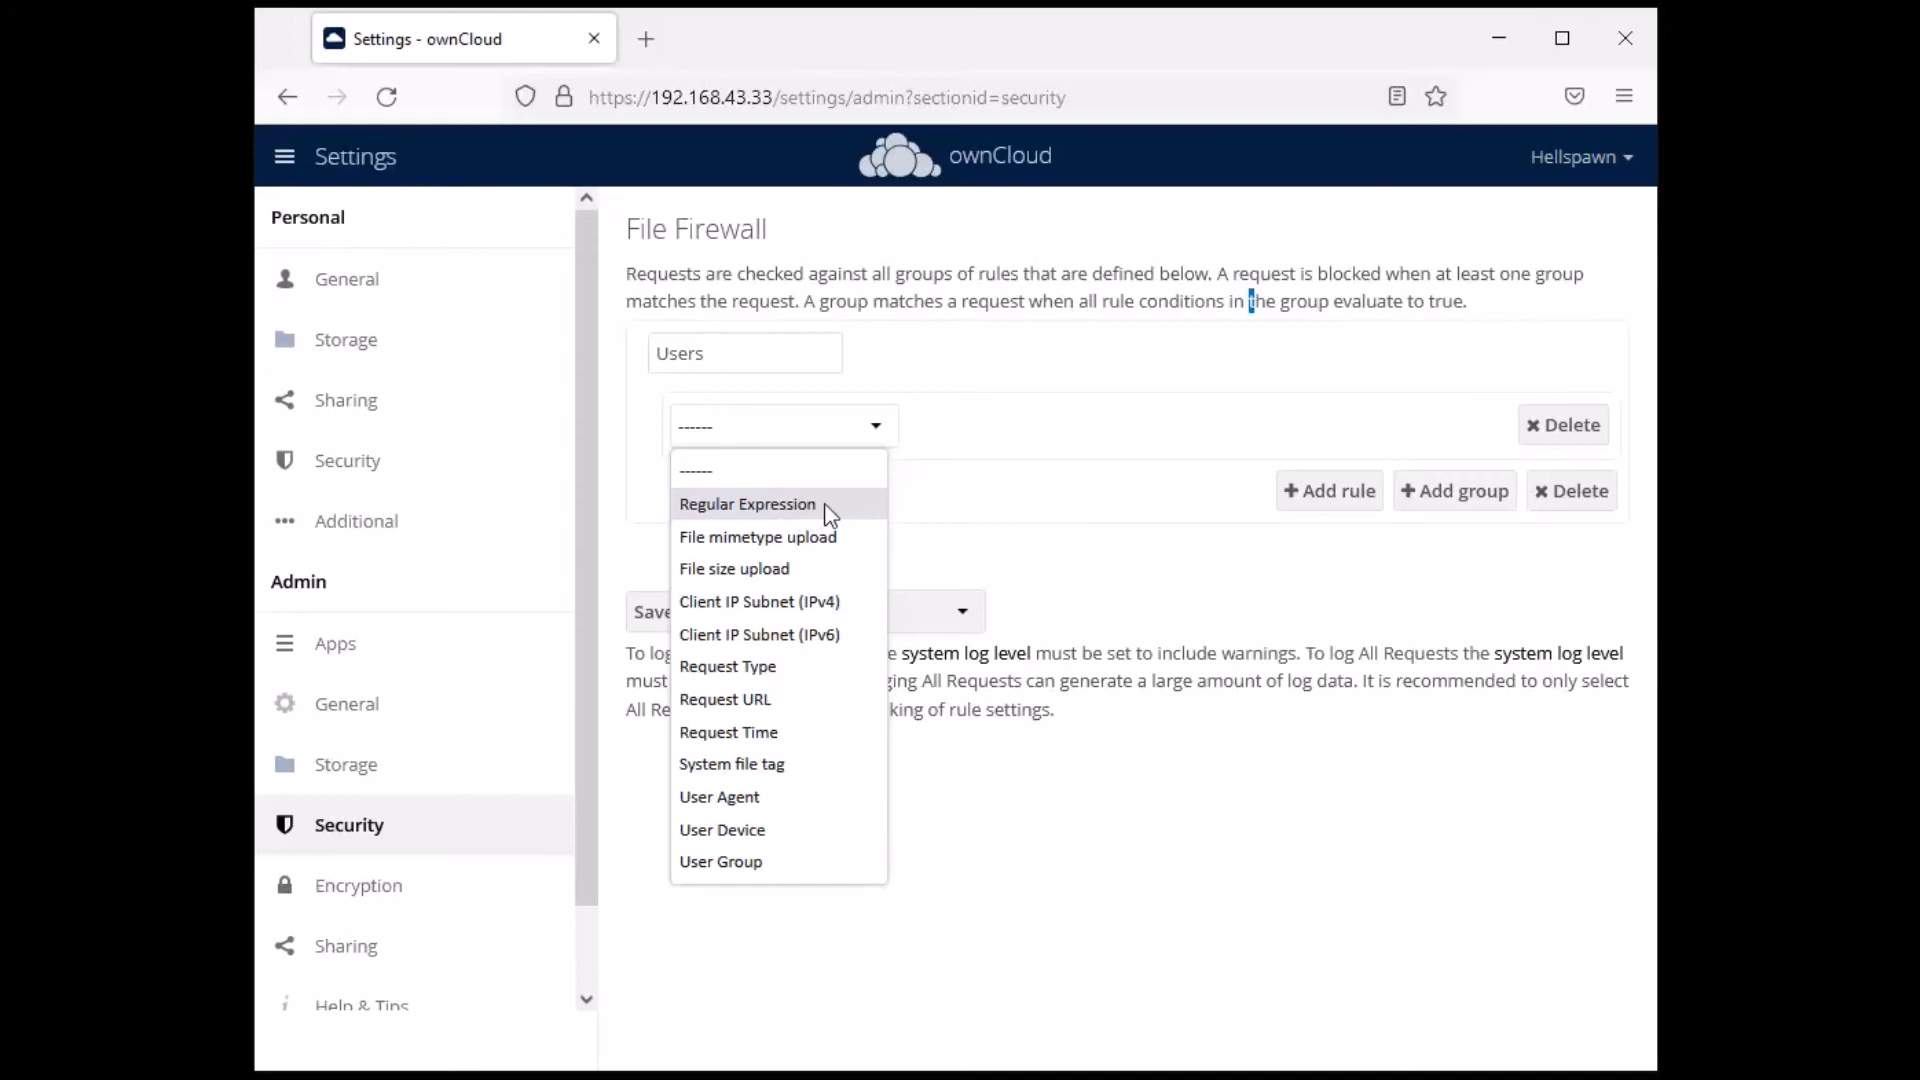 Settings - ownCloud
https://192.168.43.33/settings/admin?sectionid=security
Settings
ownCloud
Hellspawn
Personal
General
Storage
Sharing
Security
Additional
Admin
Apps
General
Storage
Security
Encryption
Sharing
Help & Tips
File Firewall
Requests are checked against all groups of rules that are defined below. A request is blocked when at least one group
matches the request. A group matches a request when all rule conditions in the group evaluate to true.
Users
------
Delete
------
Regular Expression
File mimetype upload
File size upload
Client IP Subnet (IPv4)
Client IP Subnet (IPv6)
Request Type
Request URL
Request Time
System file tag
User Agent
User Device
User Group
Add rule
Add group
Delete
Save
To log e system log level must be set to include warnings. To log All Requests the system log level
must ging All Requests can generate a large amount of log data. It is recommended to only select
All Re king of rule settings.